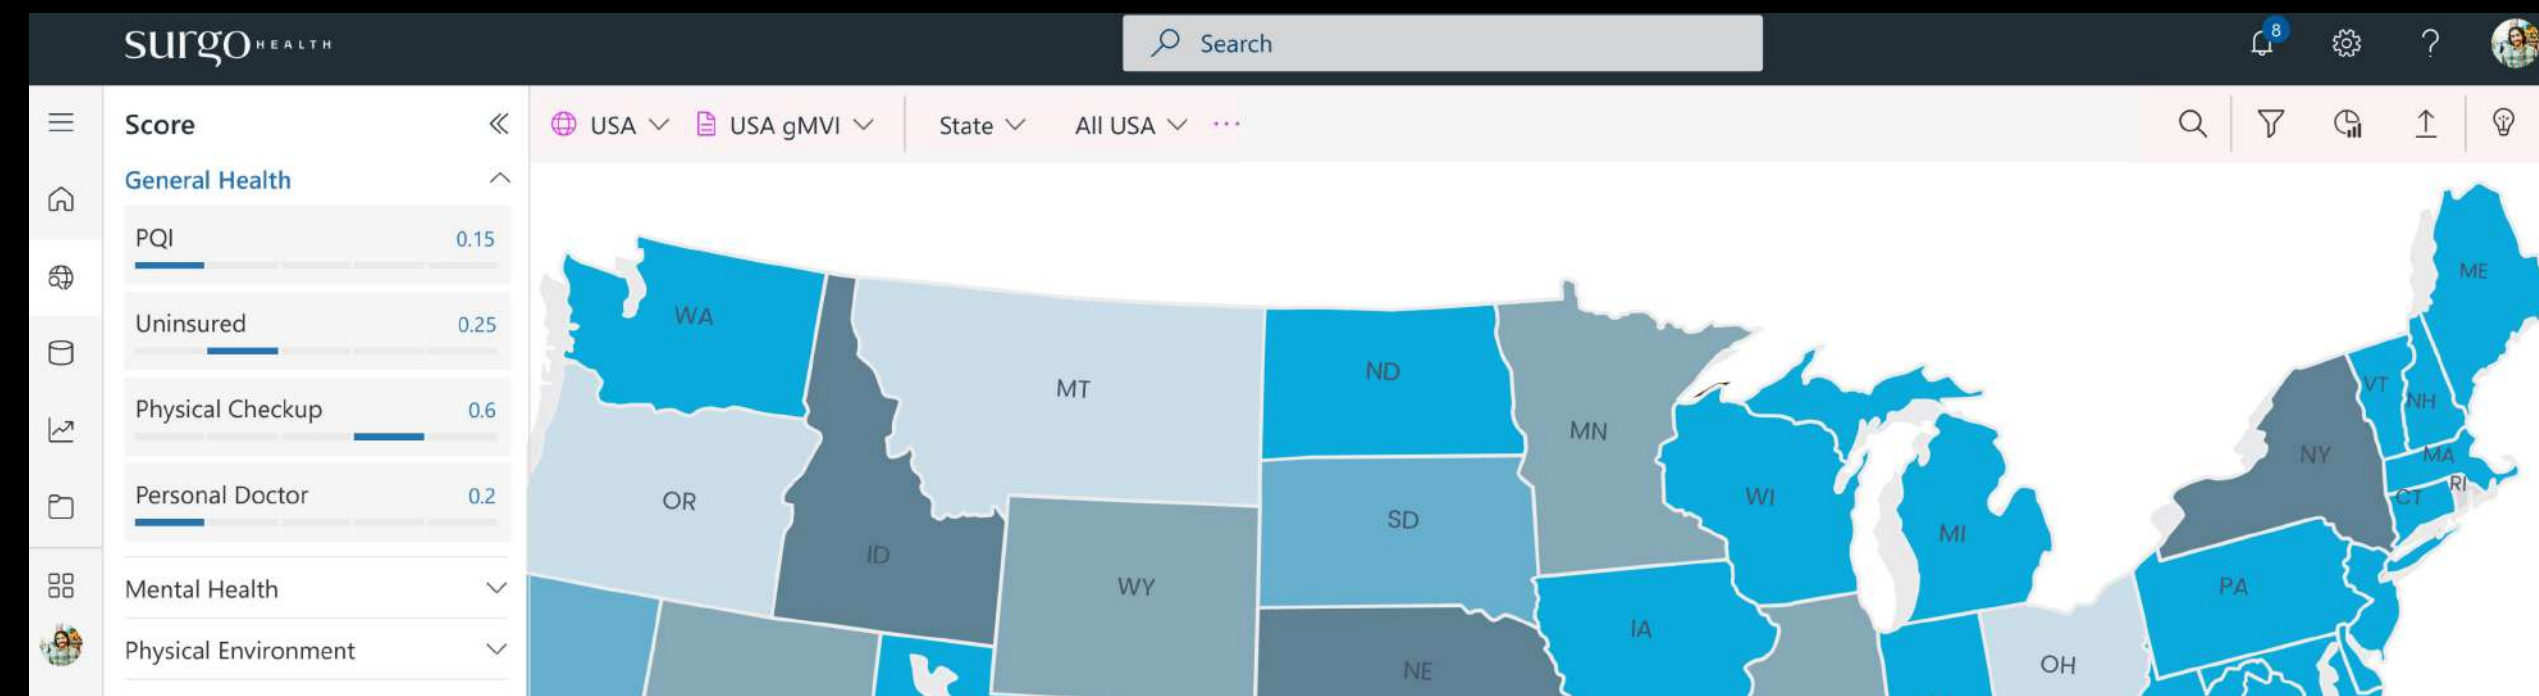 surgo HEALTH
Search
8
?
Score
USA
USA gMVI
State
All USA
General Health
PQI 0.15
Uninsured 0.25
Physical Checkup 0.6
Personal Doctor 0.2
Mental Health
Physical Environment
WA
MT
ND
MN
ME
VT
NH
OR
ID
WY
SD
WI
MI
NY
MA
RI
CT
PA
IA
NE
OH